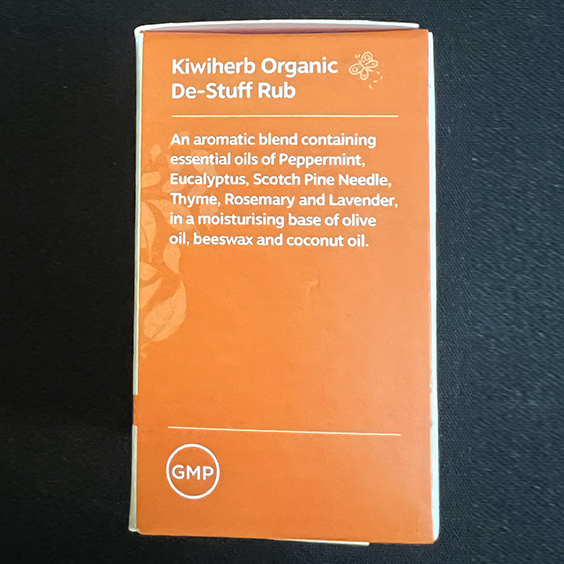 Kiwiherb Organic
De-Stuff Rub
An aromatic blend containing
essential oils of Peppermint,
Eucalyptus, Scotch Pine Needle,
Thyme, Rosemary and Lavender,
in a moisturising base of olive
oil, beeswax and coconut oil.
GMP